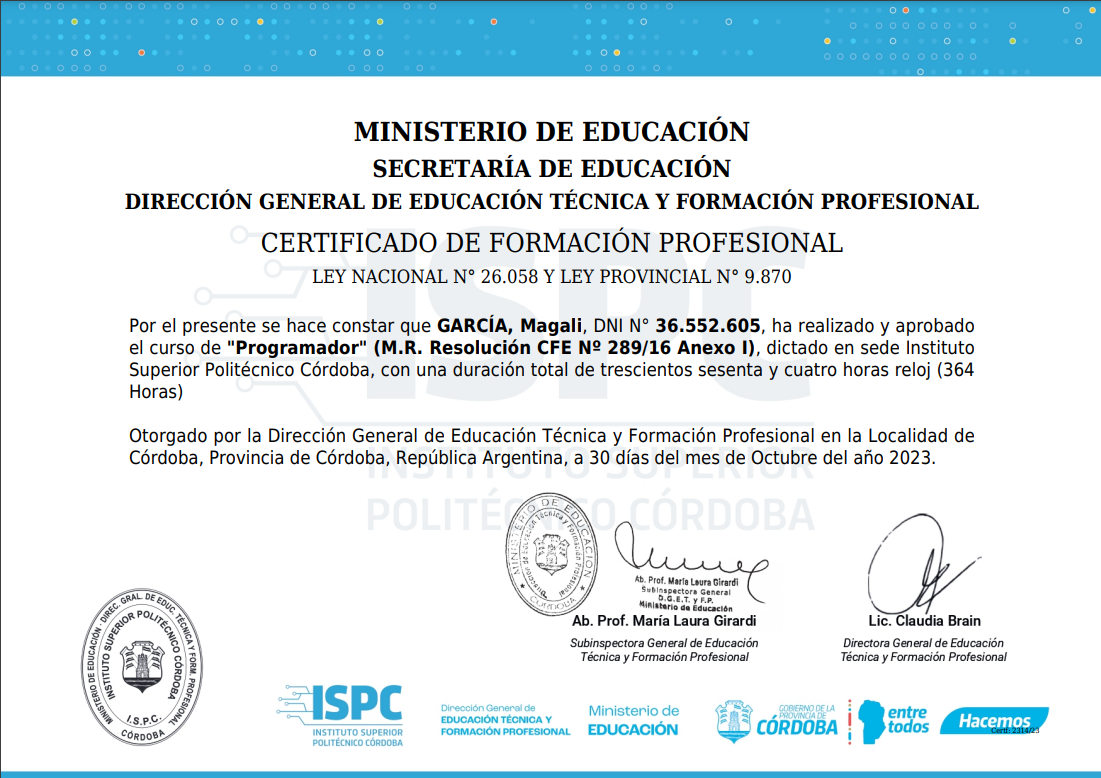 MINISTERIO DE EDUCACIÓN
SECRETARÍA DE EDUCACIÓN
DIRECCIÓN GENERAL DE EDUCACIÓN TÉCNICA Y FORMACIÓN PROFESIONAL
CERTIFICADO DE FORMACIÓN PROFESIONAL
LEY NACIONAL N° 26.058 Y LEY PROVINCIAL N° 9.870
ISPC
Por el presente se hace constar que GARCÍA, Magali, DNI N° 36.552.605, ha realizado y aprobado
el curso de "Programador" (M.R. Resolución CFE Nº 289/16 Anexo I), dictado en sede Instituto
Superior Politécnico Córdoba, con una duración total de trescientos sesenta y cuatro horas reloj (364
Horas)
Otorgado por la Dirección General de Educación Técnica y Formación Profesional en la Localidad de
Córdoba, Provincia de Córdoba, República Argentina, a 30 días del mes de Octubre del año 2023.
INSTITUTO SUPERIOR
POLITÉCNICO CÓRDOBA
MINISTERIO DE EDUCACIÓN
CÓRDOBA
Dirección de Educación Técnica y Formación Profesional
Ab. Prof. María Laura Girardi
Subinspectora General
D.G.E.T. y F.P.
Ministerio de Educación
Ab. Prof. María Laura Girardi
Subinspectora General de Educación
Técnica y Formación Profesional
Lic. Claudia Brain
Directora General de Educación
Técnica y Formación Profesional
MINISTERIO DE EDUCACIÓN - DIREC. GRAL. DE EDUC. TÉCNICA Y FORM. PROFESIONAL
INSTITUTO SUPERIOR POLITÉCNICO CÓRDOBA
I.S.P.C.
CÓRDOBA
ISPC
INSTITUTO SUPERIOR
POLITÉCNICO CÓRDOBA
Dirección General de
EDUCACIÓN TÉCNICA Y
FORMACIÓN PROFESIONAL
Ministerio de
EDUCACIÓN
GOBIERNO DE LA
PROVINCIA DE
CÓRDOBA
entre
todos
Hacemos
Certf: 2314/23